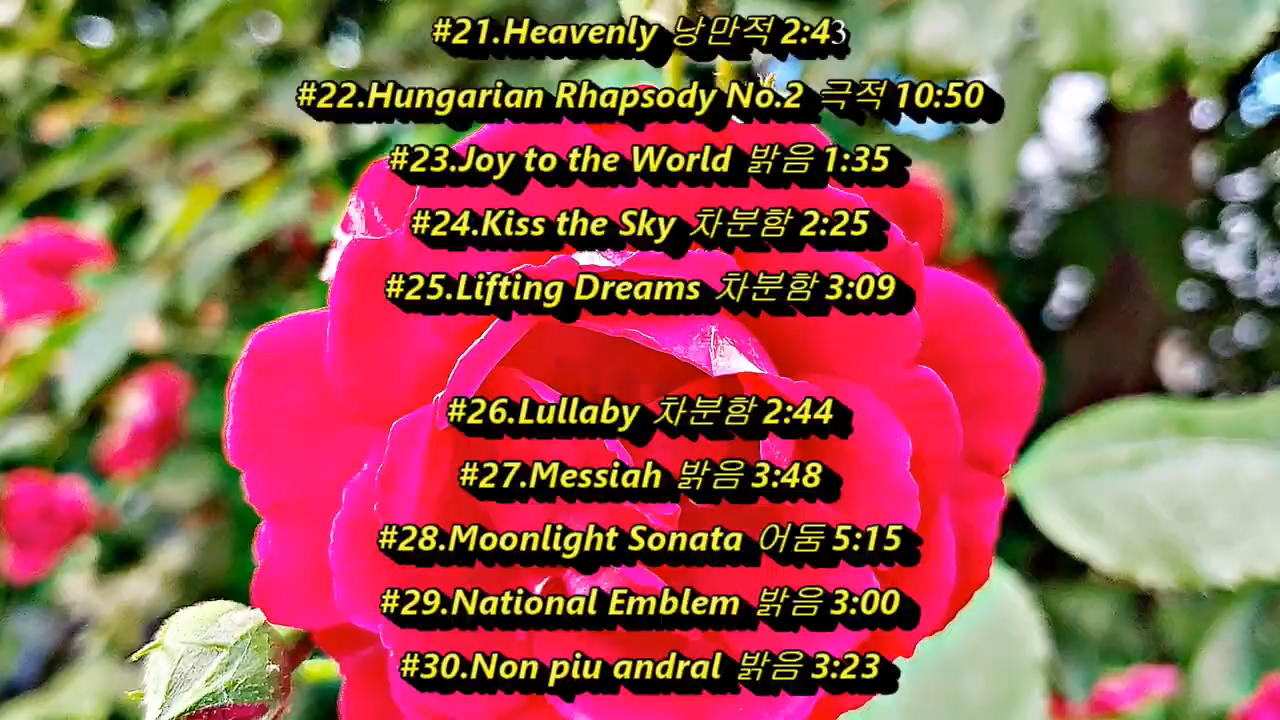 #21.Heavenly 낭만적 2:43
#22.Hungarian Rhapsody No.2 극적 10:50
#23.Joy to the World 밝음 1:35
#24.Kiss the Sky 차분함 2:25
#25.Lifting Dreams 차분함 3:09
#26.Lullaby 차분함 2:44
#27.Messiah 밝음 3:48
#28.Moonlight Sonata 어둠 5:15
#29.National Emblem 밝음 3:00
#30.Non piu andral 밝음 3:23